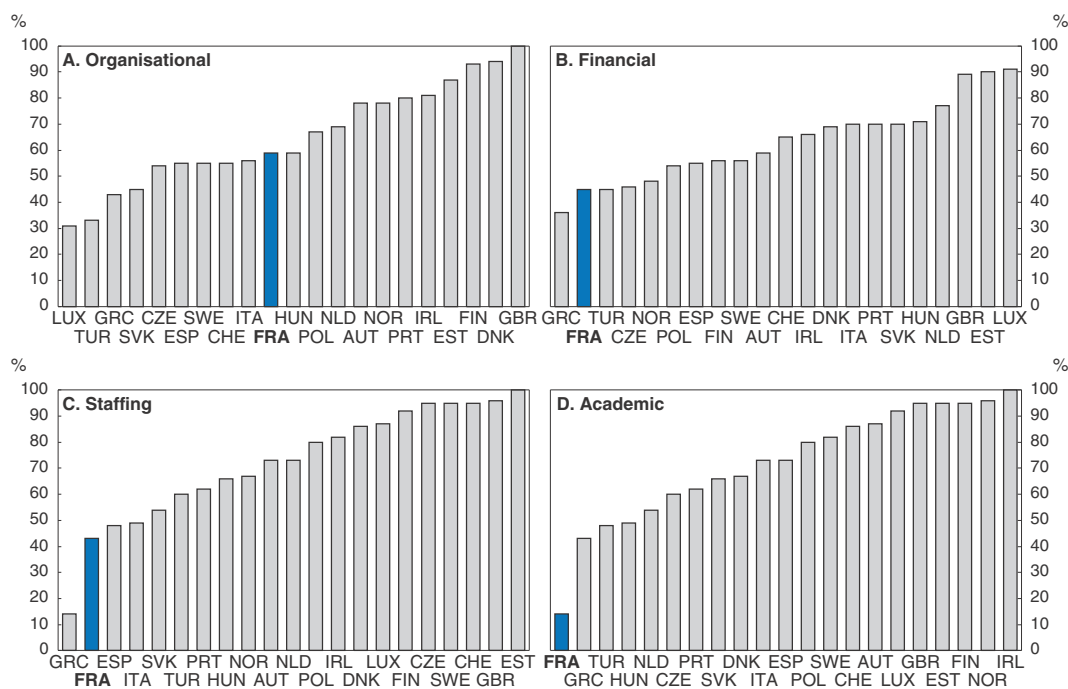 % %
100 100
A. Organisational B. Financial
90 90
80 80
70 70
60 60
50 50
40 40
30 30
20 20
10 10
0 0
LUX GRC CZE SWE ITA HUN NLD NOR IRL FIN GBR
TUR SVK ESP CHE FRA POL AUT PRT EST DNK
GRC TUR NOR ESP SWE CHE DNK PRT HUN GBR LUX
FRA CZE POL FIN AUT IRL ITA SVK NLD EST
% %
100 100
C. Staffing D. Academic
90 90
80 80
70 70
60 60
50 50
40 40
30 30
20 20
10 10
0 0
GRC ESP SVK PRT NOR NLD IRL LUX CZE CHE EST
FRA ITA TUR HUN AUT POL DNK FIN SWE GBR
FRA TUR NLD PRT DNK ESP SWE AUT GBR FIN IRL
GRC HUN CZE SVK ITA POL CHE LUX EST NOR